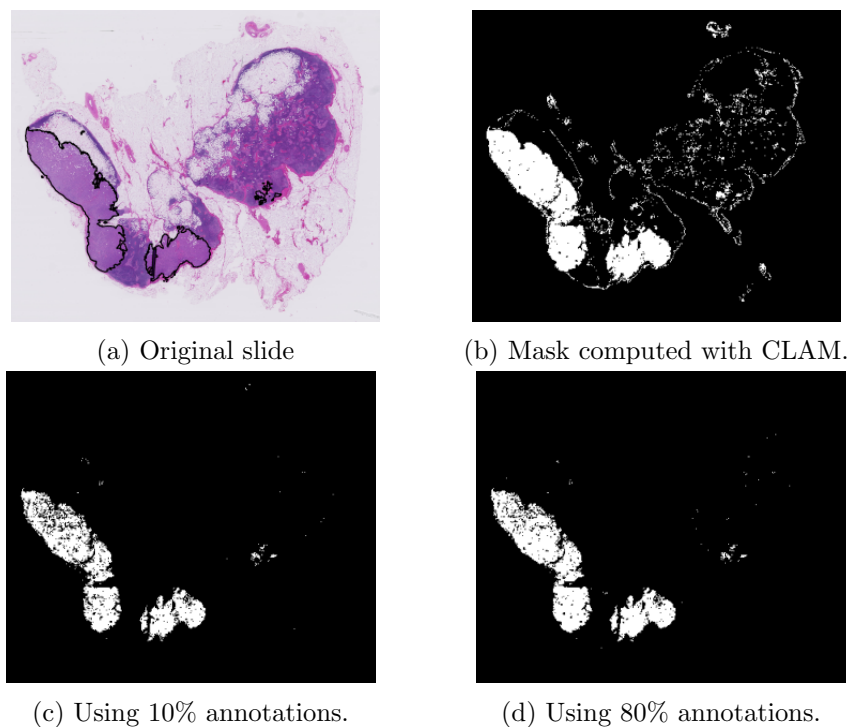 (a) Original slide
(b) Mask computed with CLAM.
(c) Using 10% annotations.
(d) Using 80% annotations.